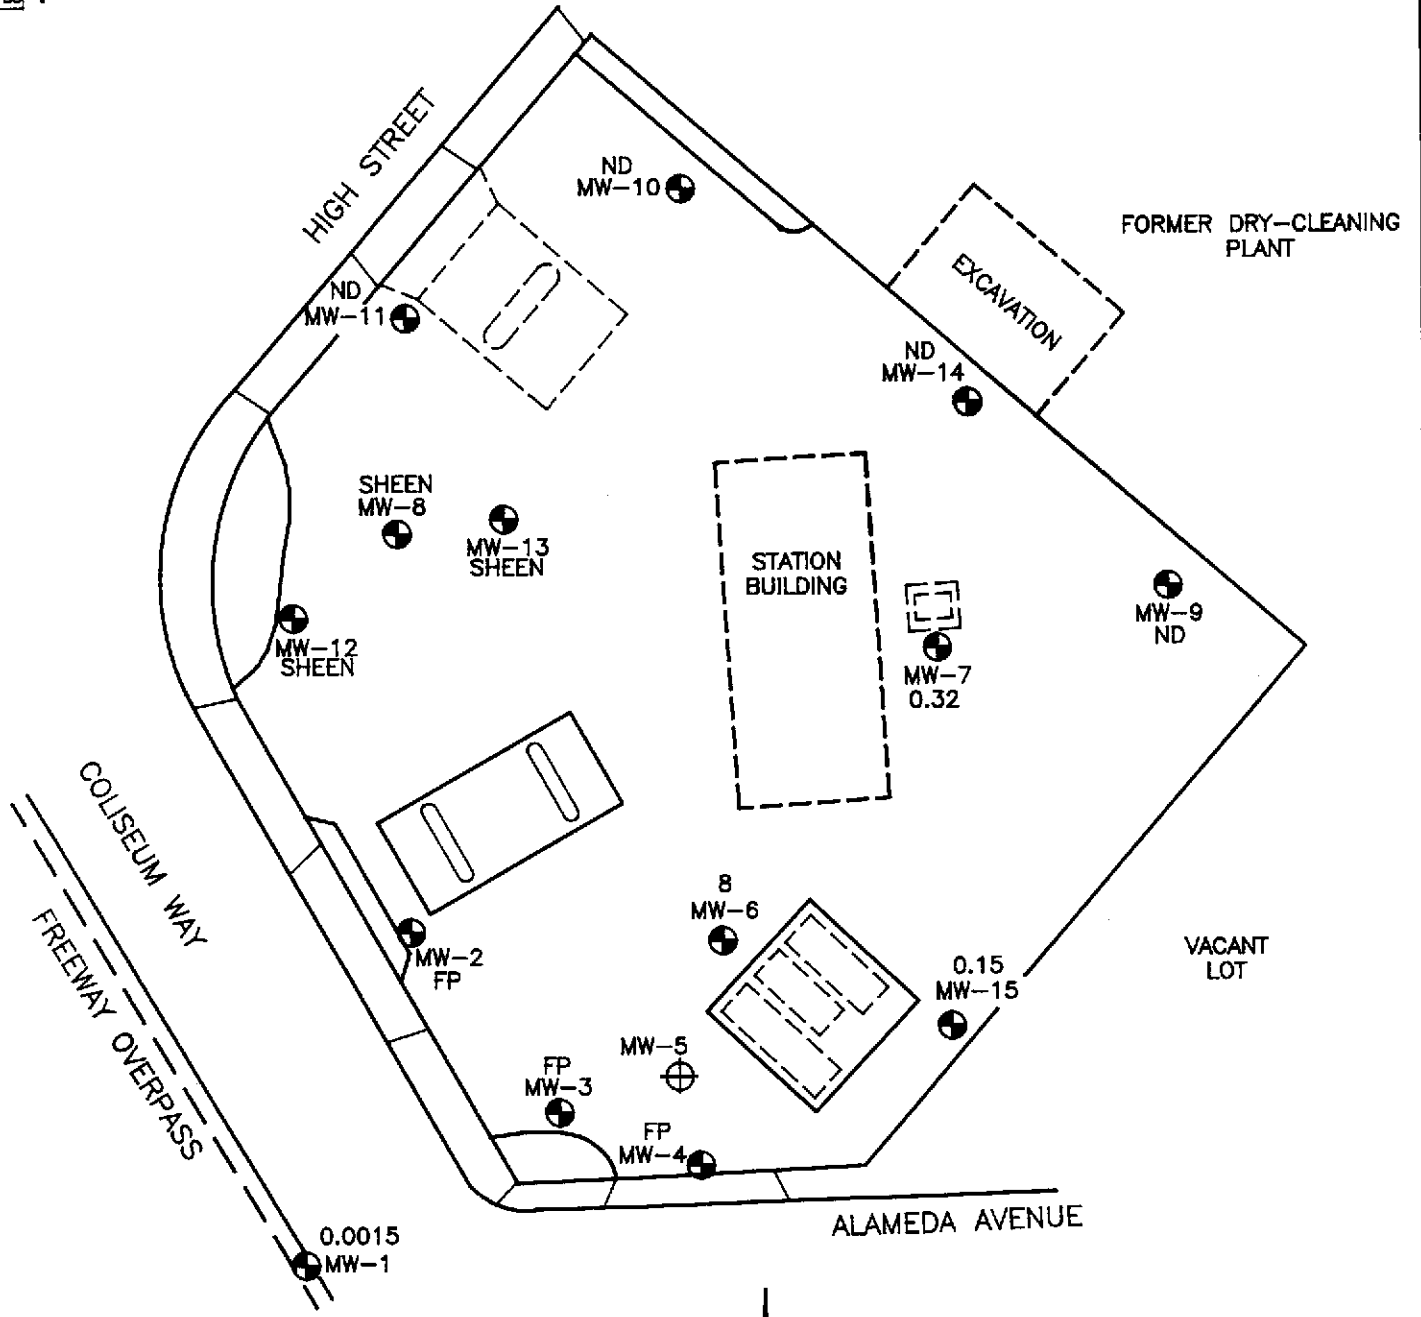 HIGH STREET
ND
MW-10
FORMER DRY-CLEANING
PLANT
EXCAVATION
ND
MW-11
ND
MW-14
SHEEN
MW-8
MW-13
SHEEN
STATION
BUILDING
MW-9
ND
MW-12
SHEEN
MW-7
0.32
COLISEUM WAY
FREEWAY OVERPASS
8
MW-6
MW-2
FP
VACANT
LOT
0.15
MW-15
MW-5
FP
MW-3
FP
MW-4
ALAMEDA AVENUE
0.0015
MW-1